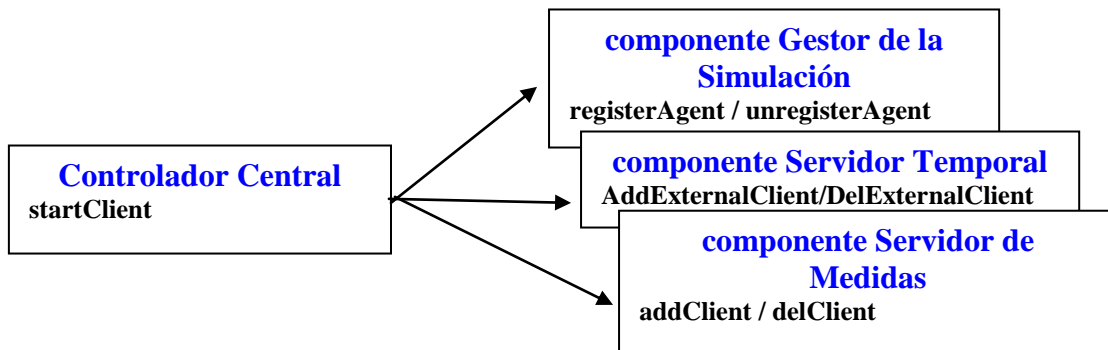 componente Gestor de la
Simulación
registerAgent / unregisterAgent
componente Servidor Temporal
AddExternalClient/DelExternalClient
Controlador Central
startClient
componente Servidor de
Medidas
addClient / delClient